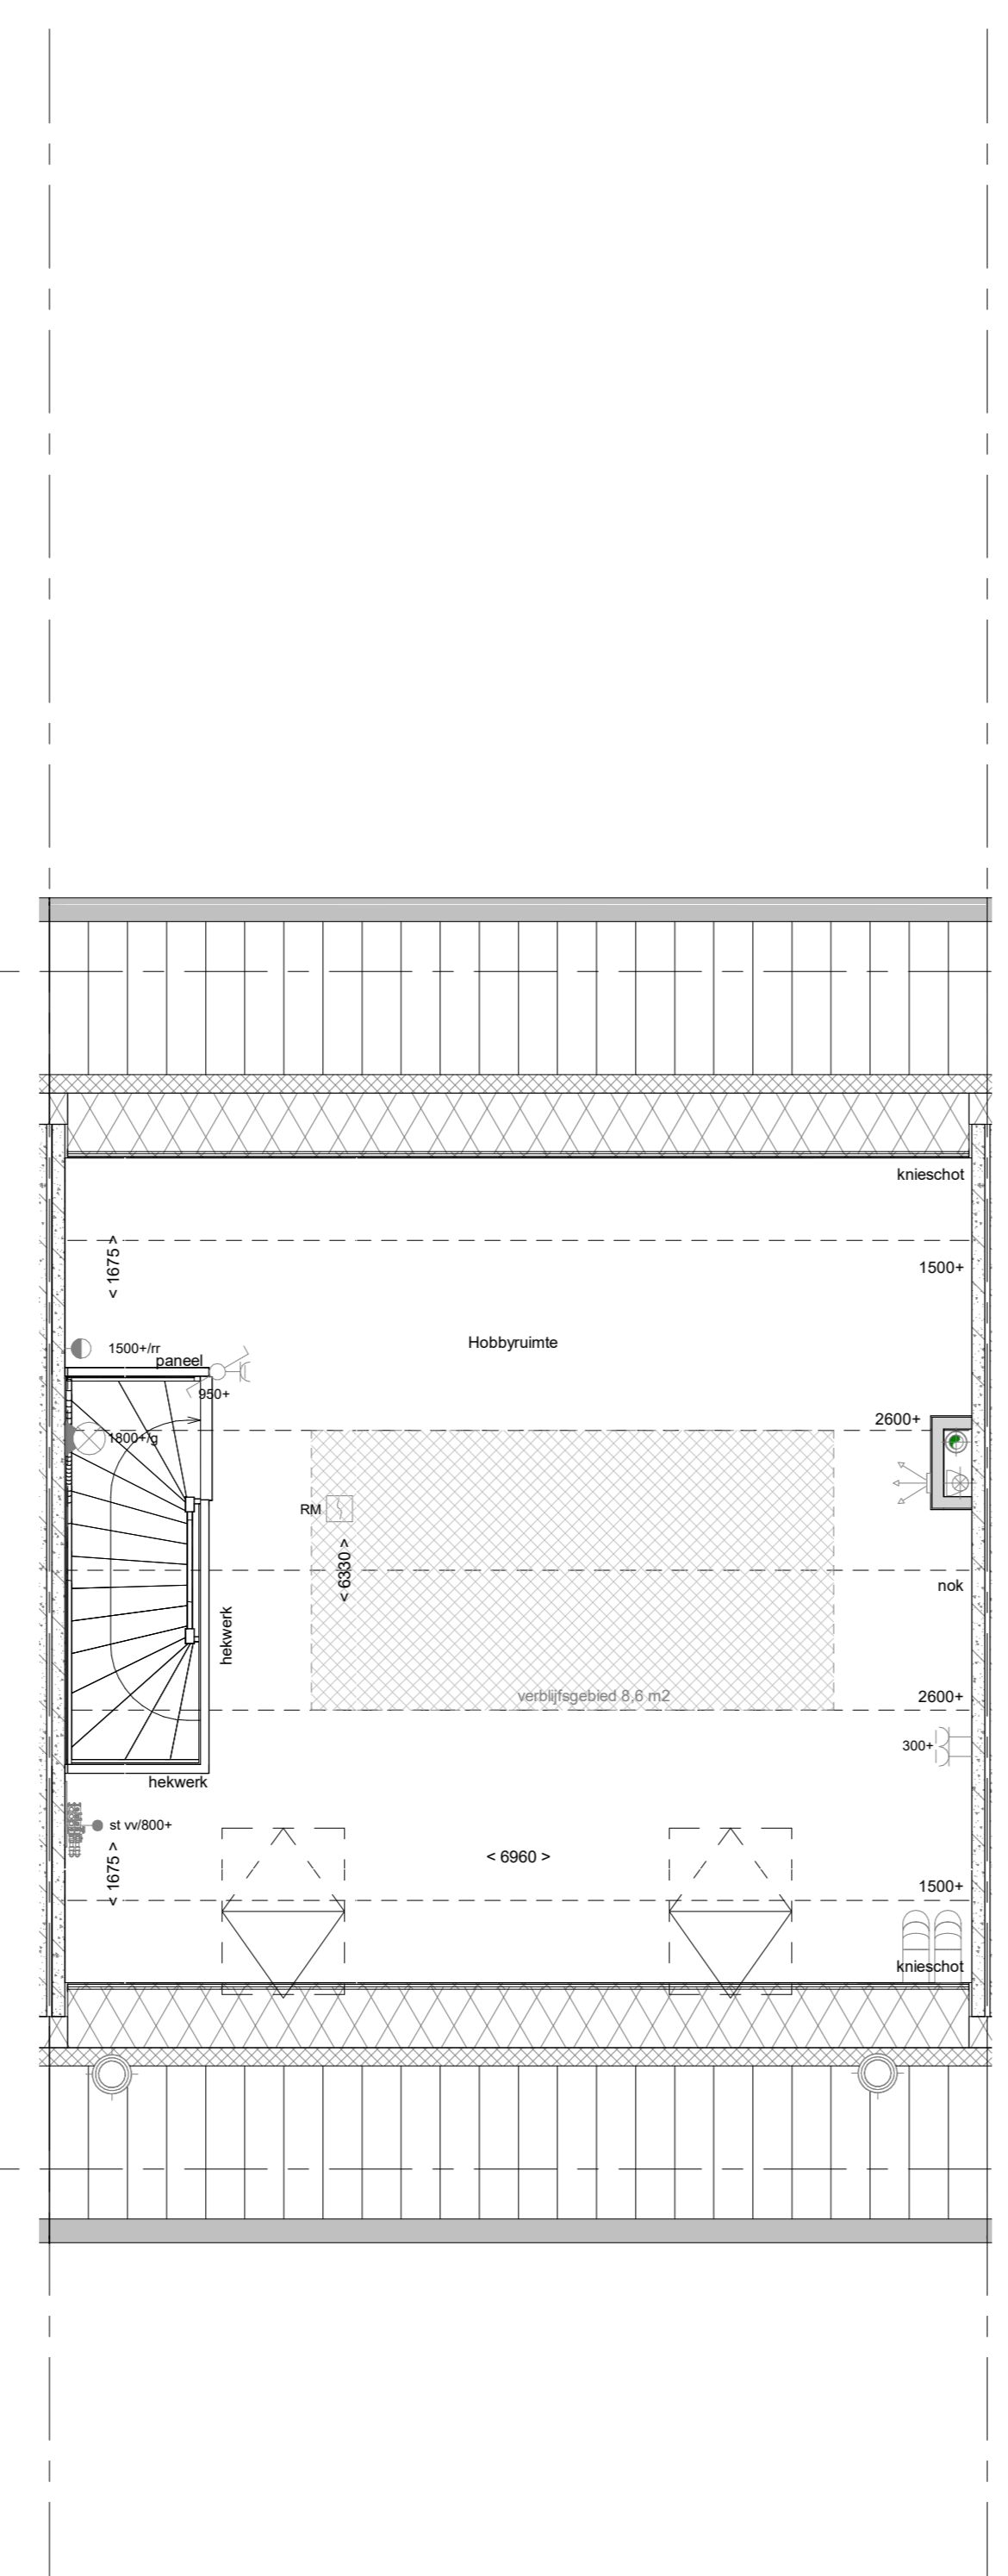 knieschot
< 1675 >
1500+
Hobbyruimte
1500+/rr
paneel
950+
2600+
1800+/g
RM
< 6330 >
nok
hekwerk
verblijfsgebied 8,6 m2
2600+
300+
hekwerk
st vv/800+
< 1675 >
< 6960 >
1500+
knieschot